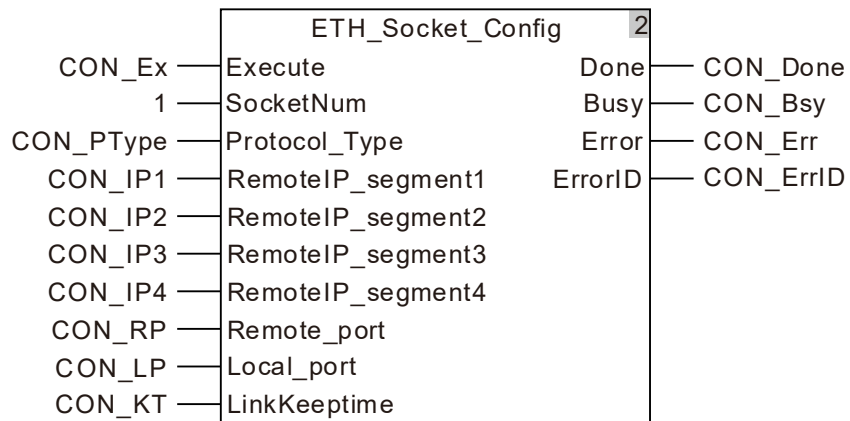 ETH_Socket_Config 2
CON_Ex Execute Done CON_Done
1 SocketNum Busy CON_Bsy
CON_PType Protocol_Type Error CON_Err
CON_IP1 RemoteIP_segment1 ErrorID CON_ErrID
CON_IP2 RemoteIP_segment2
CON_IP3 RemoteIP_segment3
CON_IP4 RemoteIP_segment4
CON_RP Remote_port
CON_LP Local_port
CON_KT LinkKeeptime